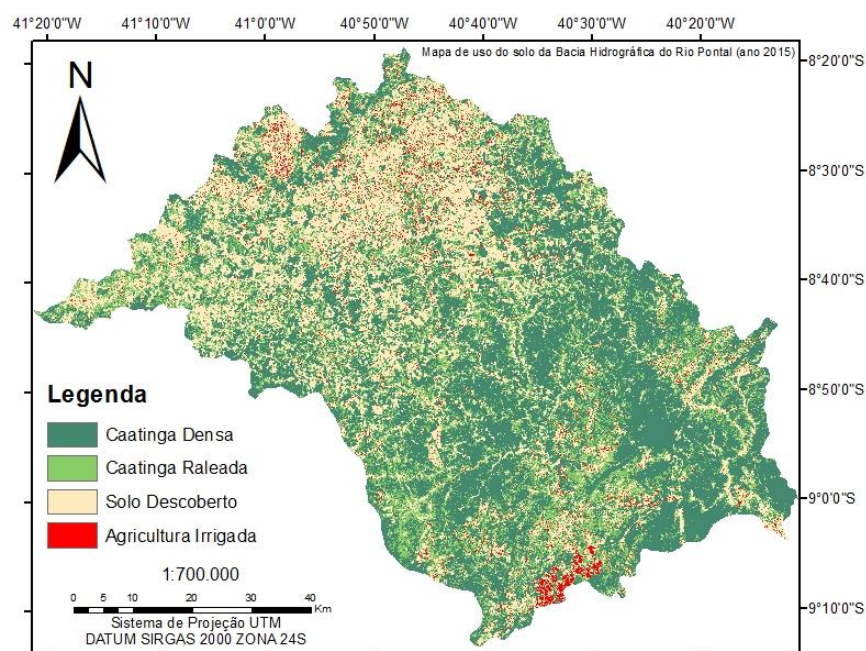 41°20'0"W 41°10'0"W 41°0'0"W 40°50'0"W 40°40'0"W 40°30'0"W 40°20'0"W
Mapa de uso do solo da Bacia Hidrográfica do Rio Pontal (ano 2015)
8°20'0"S
N
8°30'0"S
8°40'0"S
8°50'0"S
Legenda
Caatinga Densa
Caatinga Raleada
Solo Descoberto
9°0'0"S
Agricultura Irrigada
1:700.000
0 5 10 20 30 40
Km
9°10'0"S
Sistema de Projeção UTM
DATUM SIRGAS 2000 ZONA 24S